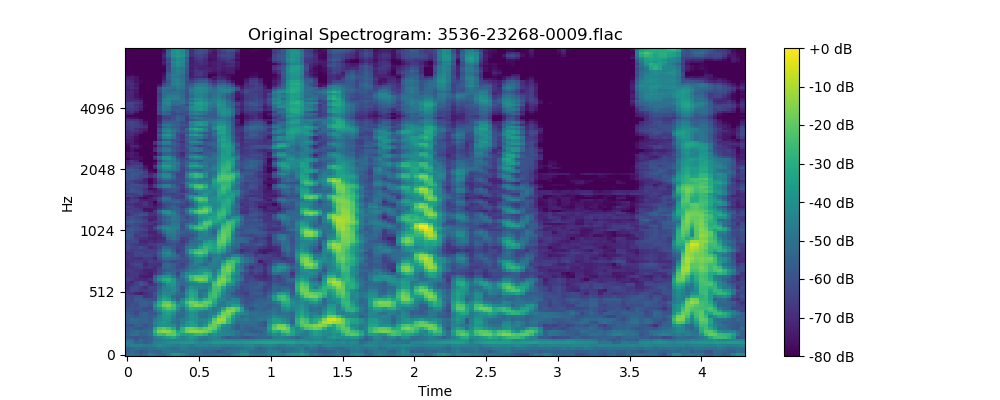 Original Spectrogram: 3536-23268-0009.flac
Hz
4096
2048
1024
512
0
0
0.5
1
1.5
2
2.5
3
3.5
4
Time
+0 dB
-10 dB
-20 dB
-30 dB
-40 dB
-50 dB
-60 dB
-70 dB
-80 dB